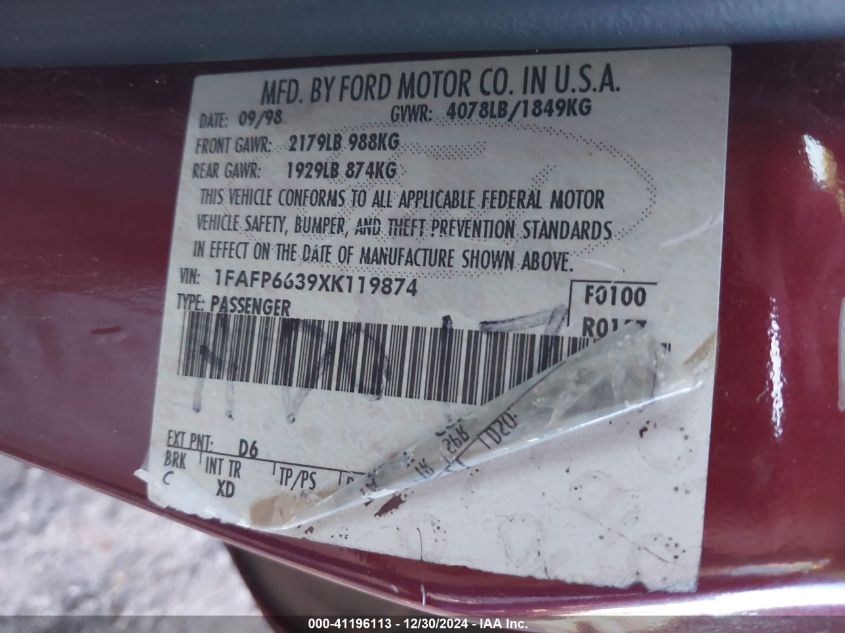 MFD. BY FORD MOTOR CO. IN U.S.A.
DATE: 09/98 GVWR: 4078LB/1849KG
FRONT GAWR: 2179LB 988KG
REAR GAWR: 1929LB 874KG
THIS VEHICLE CONFORMS TO ALL APPLICABLE FEDERAL MOTOR
VEHICLE SAFETY, BUMPER, AND THEFT PREVENTION STANDARDS
IN EFFECT ON THE DATE OF MANUFACTURE SHOWN ABOVE.
VIN: 1FAFP6639XK119874
TYPE: PASSENGER
F0100
EXT PNT: D6
BRK INT TR TP/PS
C XD
DSO:
000-41196113 - 12/30/2024 - IAA Inc.